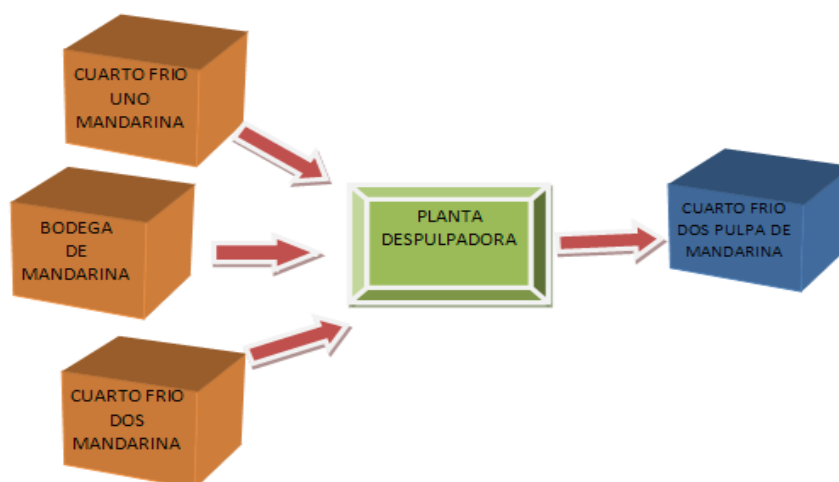 CUARTO FRIO
UNO
MANDARINA
BODEGA
DE
MANDARINA
CUARTO FRIO
DOS
MANDARINA
PLANTA
DESPULPADORA
CUARTO FRIO
DOS PULPA DE
MANDARINA